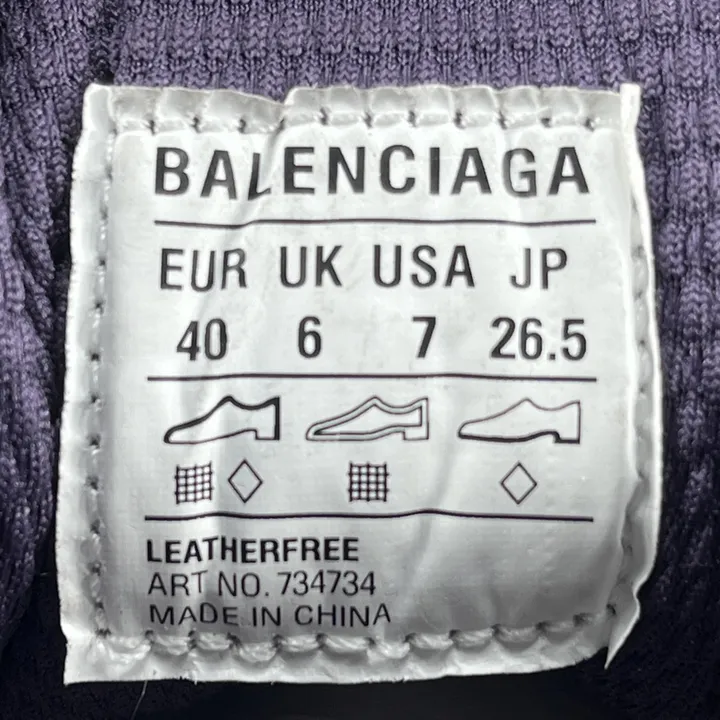 BALENCIAGA
EUR UK USA JP
40 6 7 26.5
LEATHERFREE
ART NO. 734734
MADE IN CHINA